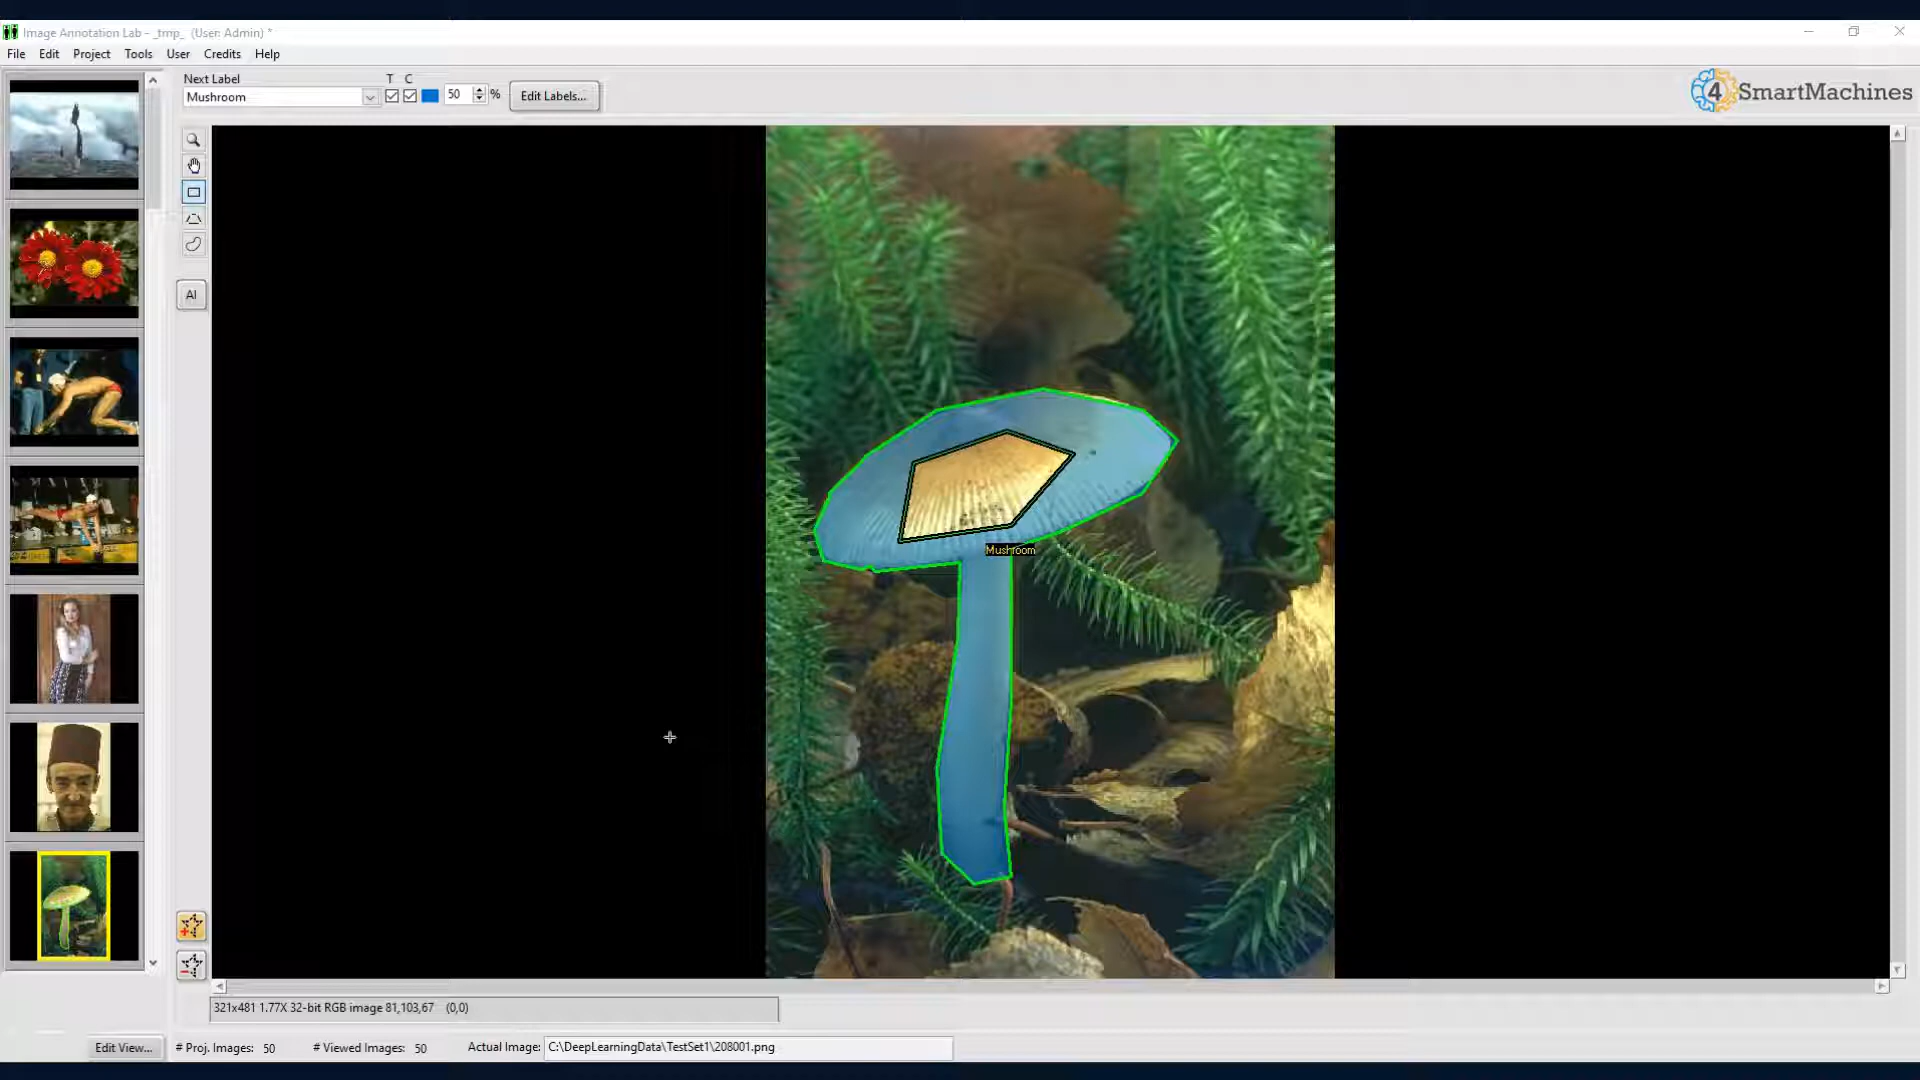 Image Annotation Lab - _tmp_ (User: Admin) *
File Edit Project Tools User Credits Help
Next Label T C
Mushroom 50 % Edit Labels...
4 SmartMachines
AI
Mushroom
321x481 1.77X 32-bit RGB image 81,103,67 (0,0)
Edit View... # Proj. Images: 50 # Viewed Images: 50 Actual Image: C:\DeepLearningData\TestSet1\208001.png